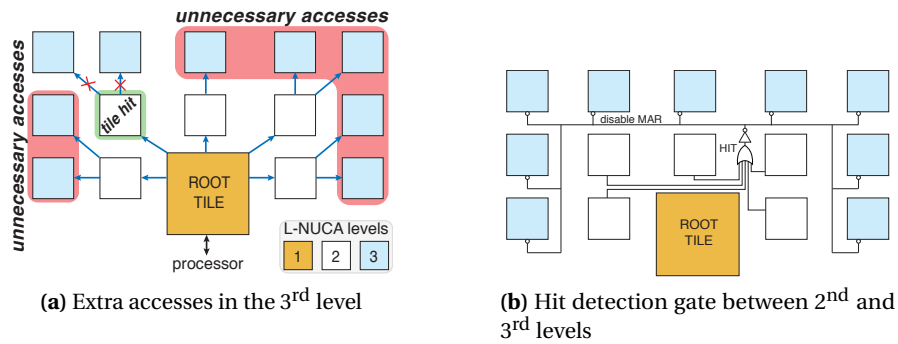 unnecessary accesses
unnecessary accesses
tile hit
ROOT
TILE
L-NUCA levels
1 2 3
processor
(a) Extra accesses in the 3rd level
disable MAR
HIT
ROOT
TILE
(b) Hit detection gate between 2nd and
3rd levels